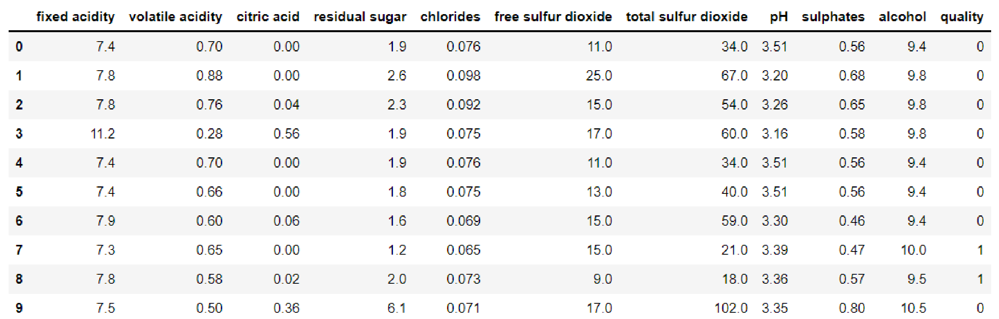 fixed acidity volatile acidity citric acid residual sugar chlorides free sulfur dioxide total sulfur dioxide pH sulphates alcohol quality
0 7.4 0.70 0.00 1.9 0.076 11.0 34.0 3.51 0.56 9.4 0
1 7.8 0.88 0.00 2.6 0.098 25.0 67.0 3.20 0.68 9.8 0
2 7.8 0.76 0.04 2.3 0.092 15.0 54.0 3.26 0.65 9.8 0
3 11.2 0.28 0.56 1.9 0.075 17.0 60.0 3.16 0.58 9.8 0
4 7.4 0.70 0.00 1.9 0.076 11.0 34.0 3.51 0.56 9.4 0
5 7.4 0.66 0.00 1.8 0.075 13.0 40.0 3.51 0.56 9.4 0
6 7.9 0.60 0.06 1.6 0.069 15.0 59.0 3.30 0.46 9.4 0
7 7.3 0.65 0.00 1.2 0.065 15.0 21.0 3.39 0.47 10.0 1
8 7.8 0.58 0.02 2.0 0.073 9.0 18.0 3.36 0.57 9.5 1
9 7.5 0.50 0.36 6.1 0.071 17.0 102.0 3.35 0.80 10.5 0